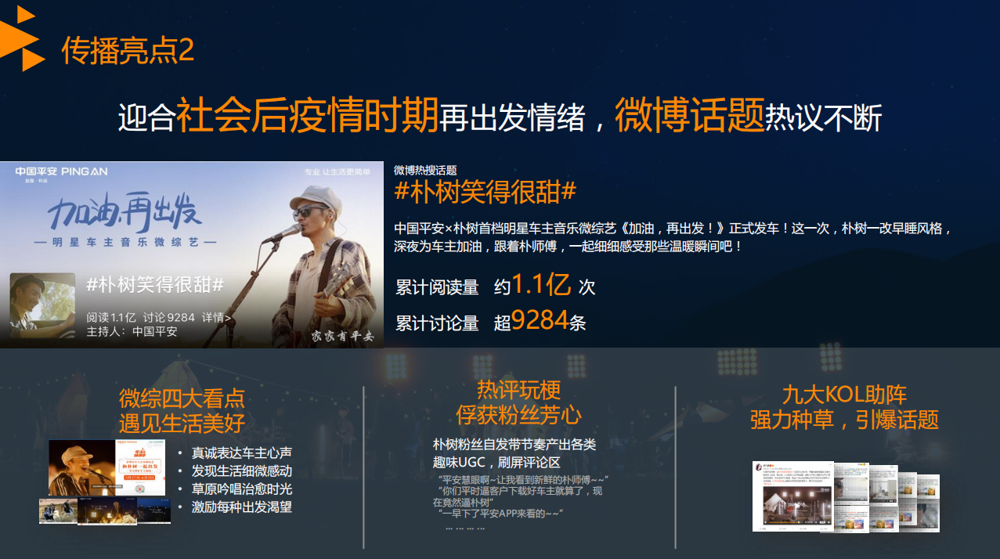 传播亮点2
迎合社会后疫情时期再出发情绪，微博话题热议不断
中国平安 PING AN
金融·科技
专业 让生活更简单
加油,再出发
明星车主音乐微综艺
#朴树笑得很甜#
阅读1.1亿 讨论9284 详情>
主持人：中国平安
家家有平安
微博热搜话题
#朴树笑得很甜#
中国平安×朴树首档明星车主音乐微综艺《加油，再出发！》正式发车！这一次，朴树一改早睡风格，
深夜为车主加油，跟着朴师傅，一起细细感受那些温暖瞬间吧！
累计阅读量 约1.1亿 次
累计讨论量 超9284条
微综四大看点
遇见生活美好
• 真诚表达车主心声
• 发现生活细微感动
• 草原吟唱治愈时光
• 激励每种出发渴望
热评玩梗
俘获粉丝芳心
朴树粉丝自发带节奏产出各类
趣味UGC，刷屏评论区
“平安慧眼啊~让我看到新鲜的朴师傅~~”
“你们平时逼客户下载好车主就算了，现
在竟然逼朴树”
“一早下了平安APP来看的~~”
… … … …
九大KOL助阵
强力种草，引爆话题